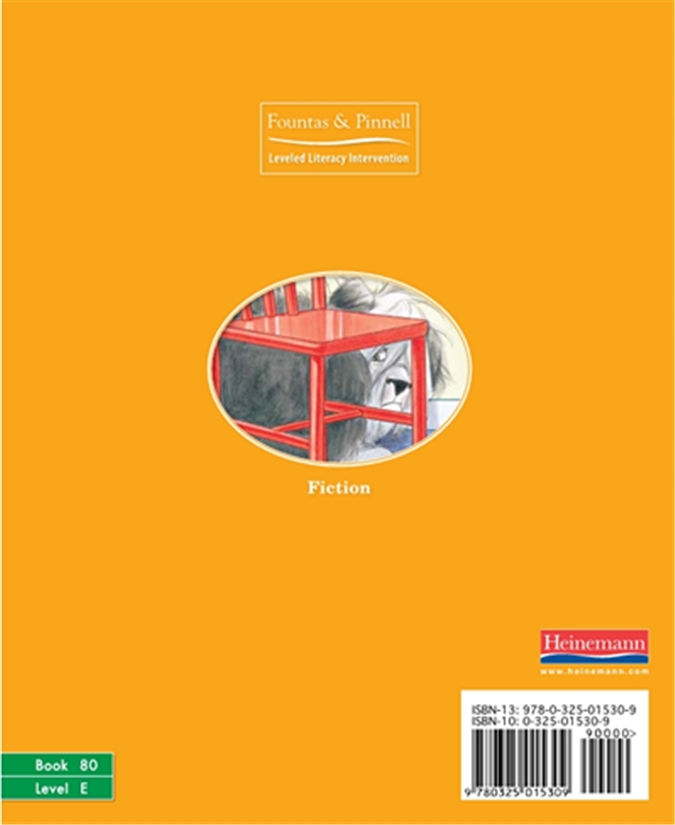 Fountas & Pinnell
Leveled Literacy Intervention
Fiction
Heinemann
www.heinemann.com
ISBN-13: 978-0-325-01530-9
ISBN-10: 0-325-01530-9
90000>
9 780325 015309
Book 80
Level E